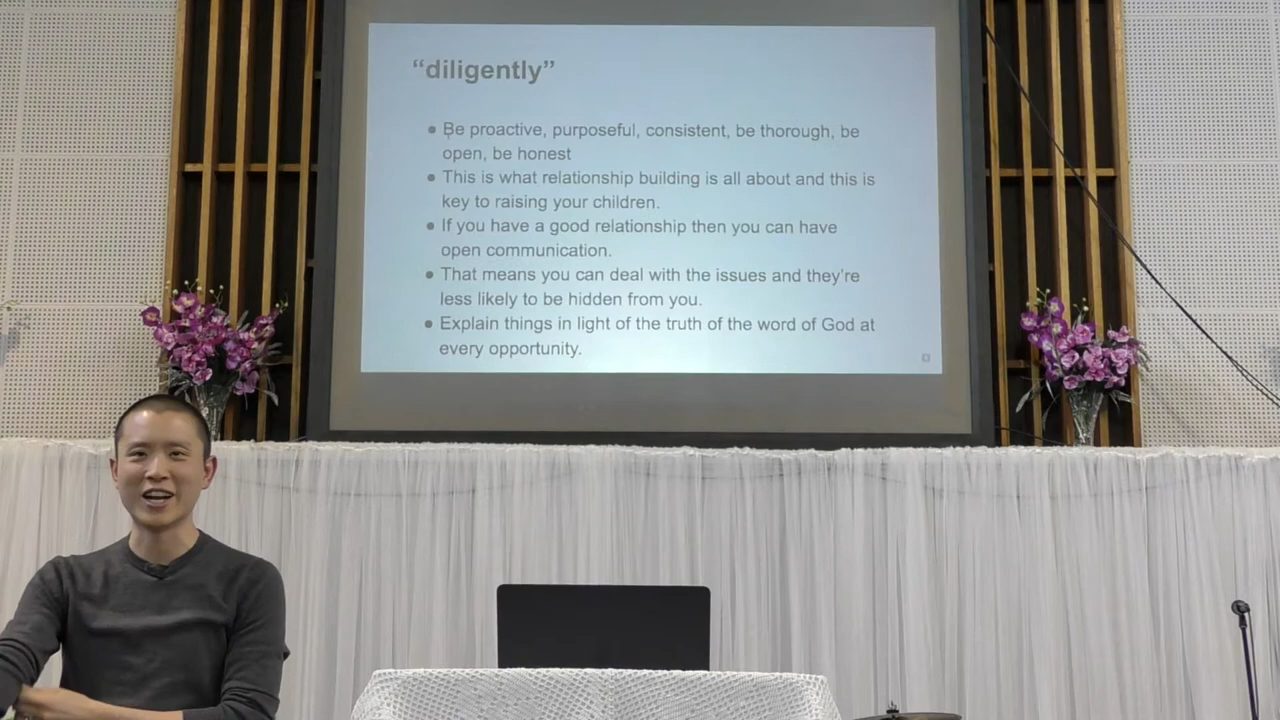 “diligently”
● Be proactive, purposeful, consistent, be thorough, be
open, be honest
● This is what relationship building is all about and this is
key to raising your children.
● If you have a good relationship then you can have
open communication.
● That means you can deal with the issues and they're
less likely to be hidden from you.
● Explain things in light of the truth of the word of God at
every opportunity.